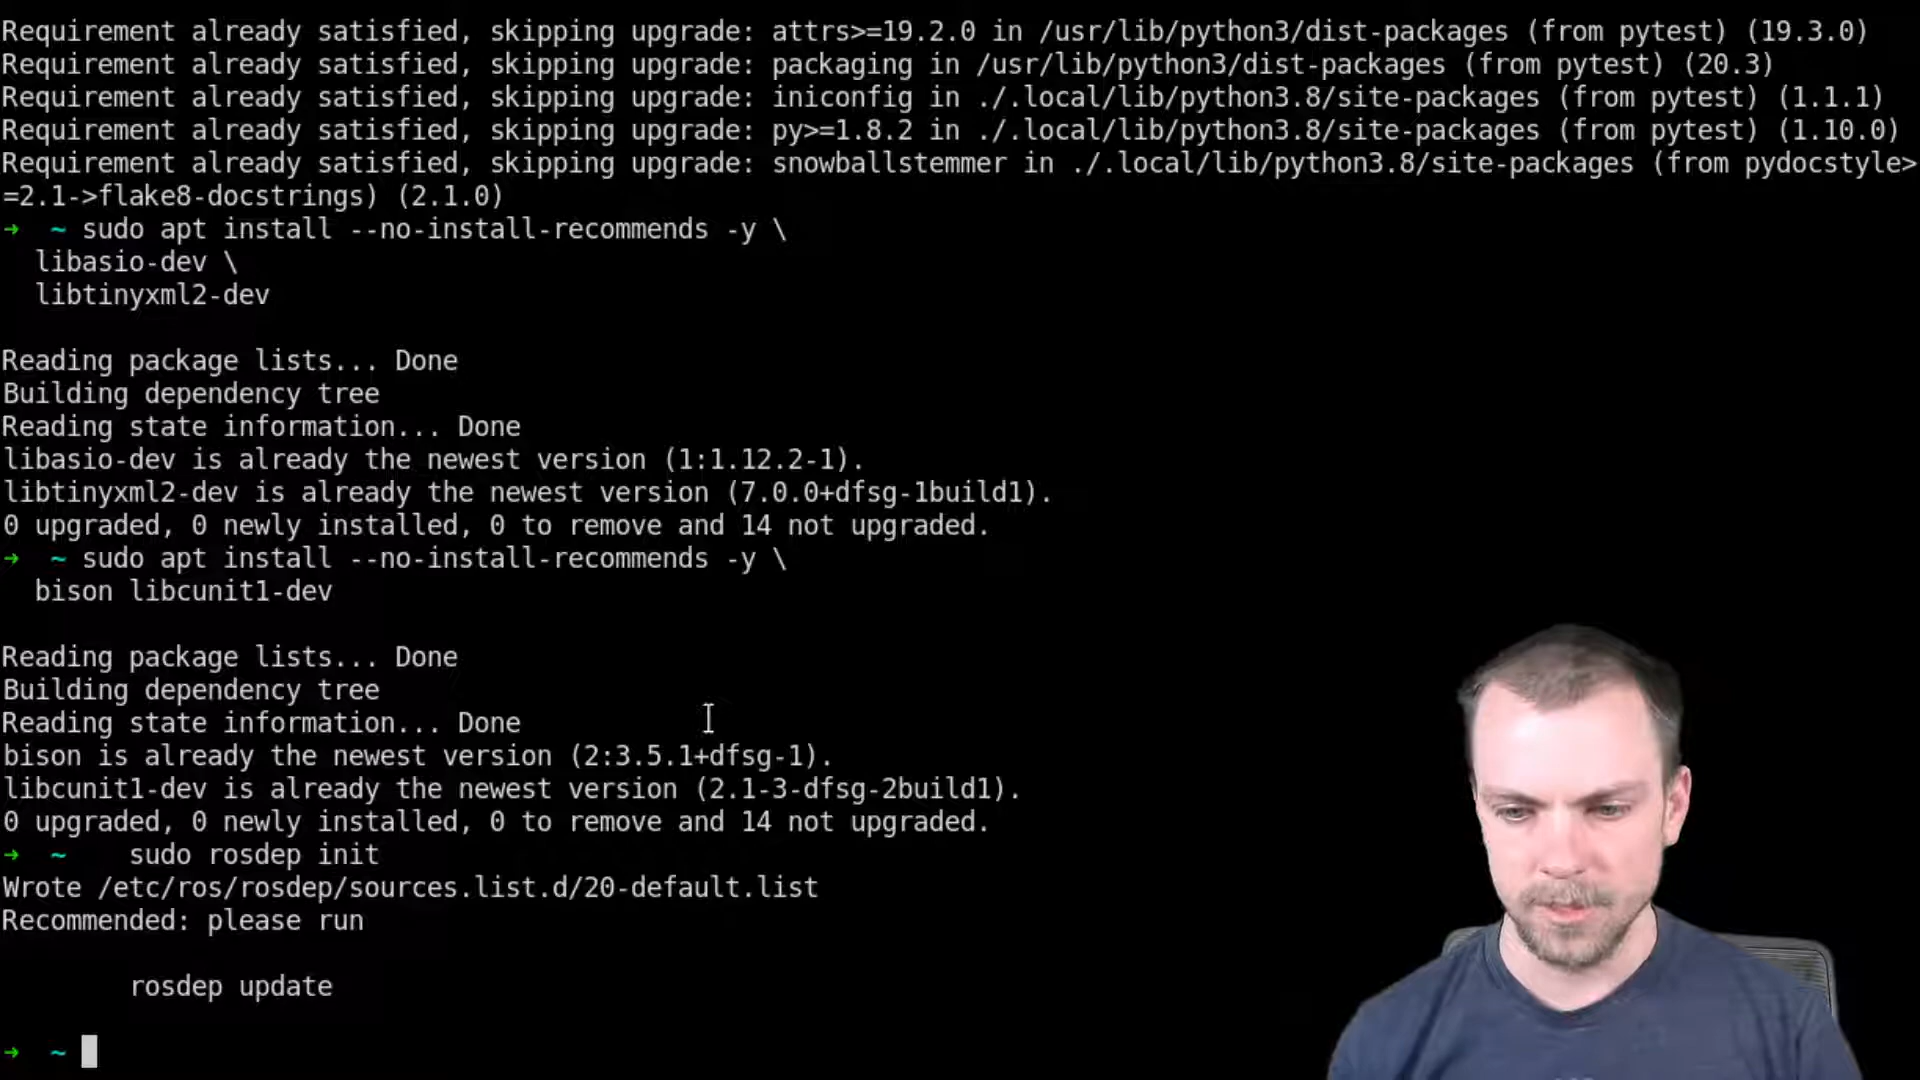 Requirement already satisfied, skipping upgrade: attrs>=19.2.0 in /usr/lib/python3/dist-packages (from pytest) (19.3.0)
Requirement already satisfied, skipping upgrade: packaging in /usr/lib/python3/dist-packages (from pytest) (20.3)
Requirement already satisfied, skipping upgrade: iniconfig in ./.local/lib/python3.8/site-packages (from pytest) (1.1.1)
Requirement already satisfied, skipping upgrade: py>=1.8.2 in ./.local/lib/python3.8/site-packages (from pytest) (1.10.0)
Requirement already satisfied, skipping upgrade: snowballstemmer in ./.local/lib/python3.8/site-packages (from pydocstyle>
=2.1->flake8-docstrings) (2.1.0)
→ ~ sudo apt install --no-install-recommends -y \
libasio-dev \
libtinyxml2-dev
Reading package lists... Done
Building dependency tree
Reading state information... Done
libasio-dev is already the newest version (1:1.12.2-1).
libtinyxml2-dev is already the newest version (7.0.0+dfsg-1build1).
0 upgraded, 0 newly installed, 0 to remove and 14 not upgraded.
→ ~ sudo apt install --no-install-recommends -y \
bison libcunit1-dev
Reading package lists... Done
Building dependency tree
Reading state information... Done
bison is already the newest version (2:3.5.1+dfsg-1).
libcunit1-dev is already the newest version (2.1-3-dfsg-2build1).
0 upgraded, 0 newly installed, 0 to remove and 14 not upgraded.
→ ~ sudo rosdep init
Wrote /etc/ros/rosdep/sources.list.d/20-default.list
Recommended: please run
rosdep update
→ ~